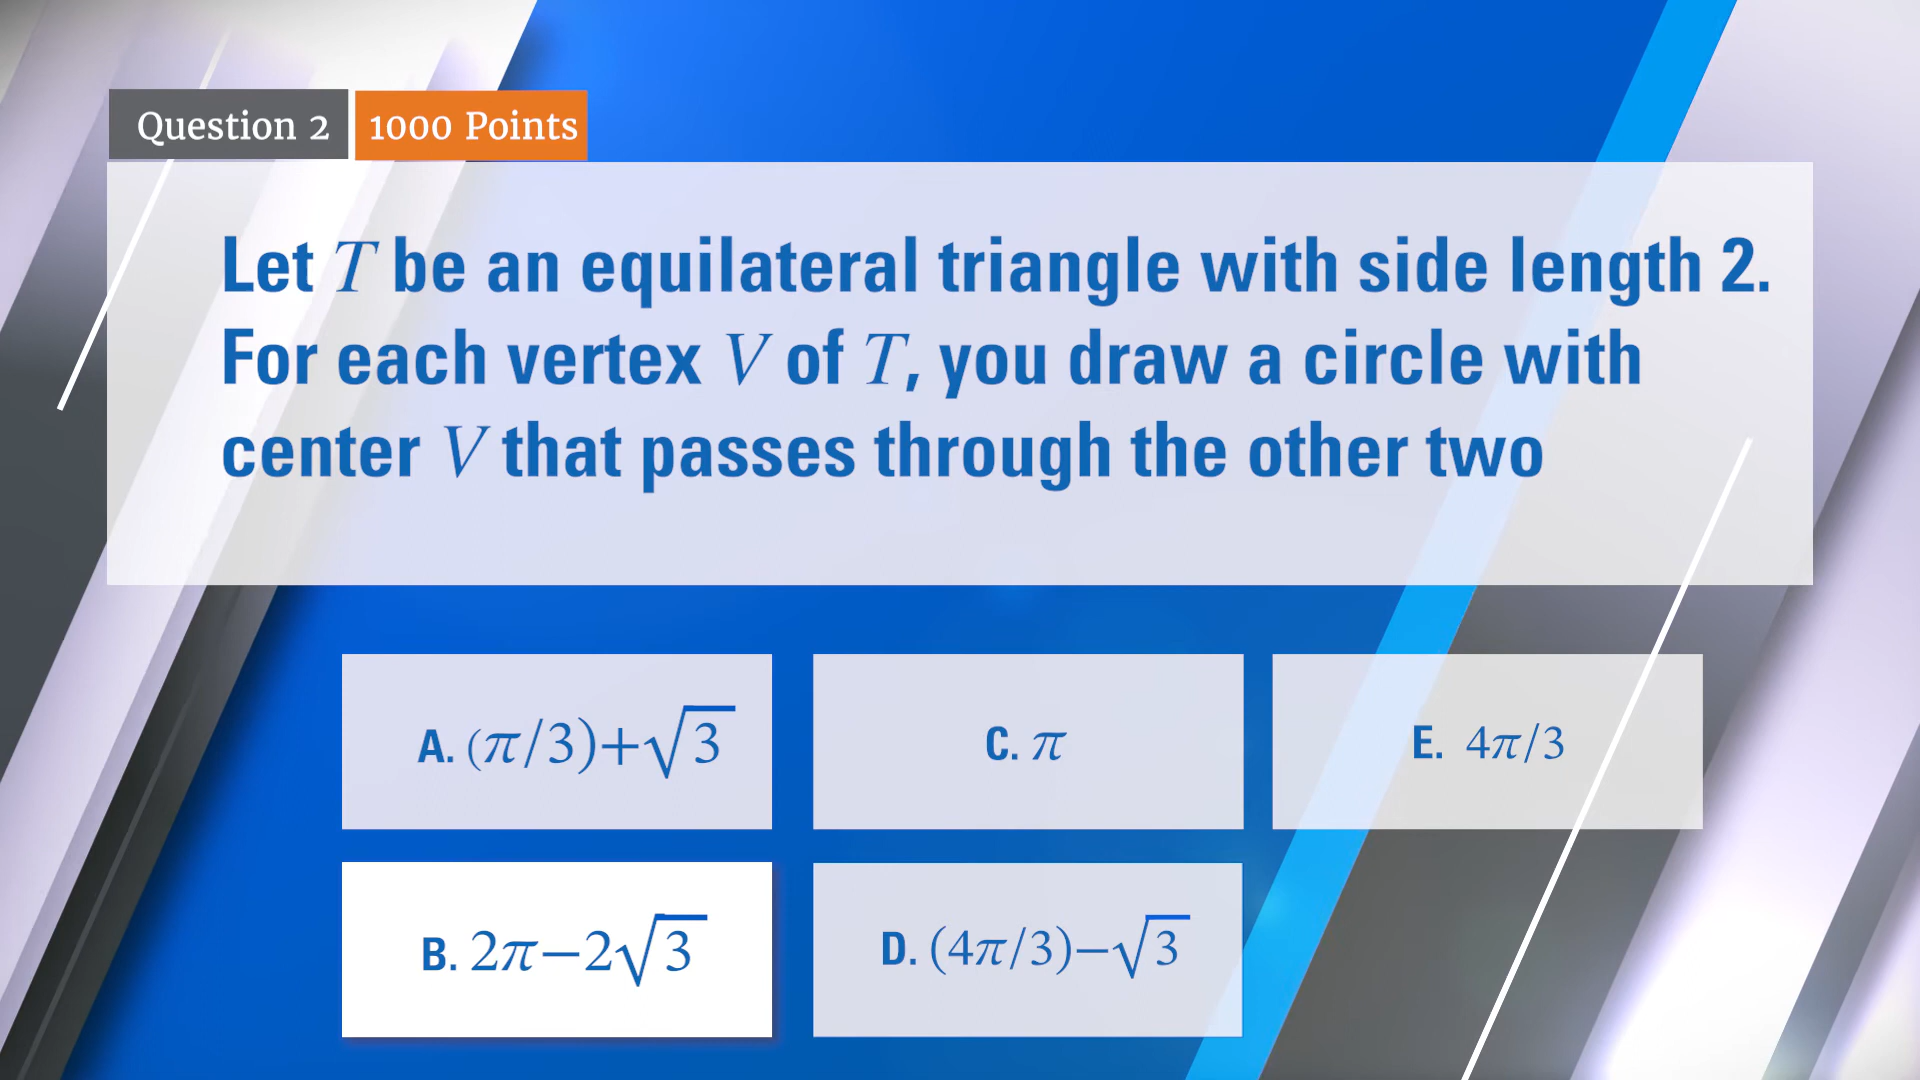 Question 2
1000 Points
Let T be an equilateral triangle with side length 2.
For each vertex V of T, you draw a circle with
center V that passes through the other two
A. (π/3)+√3
C. π
E. 4π/3
B. 2π−2√3
D. (4π/3)−√3